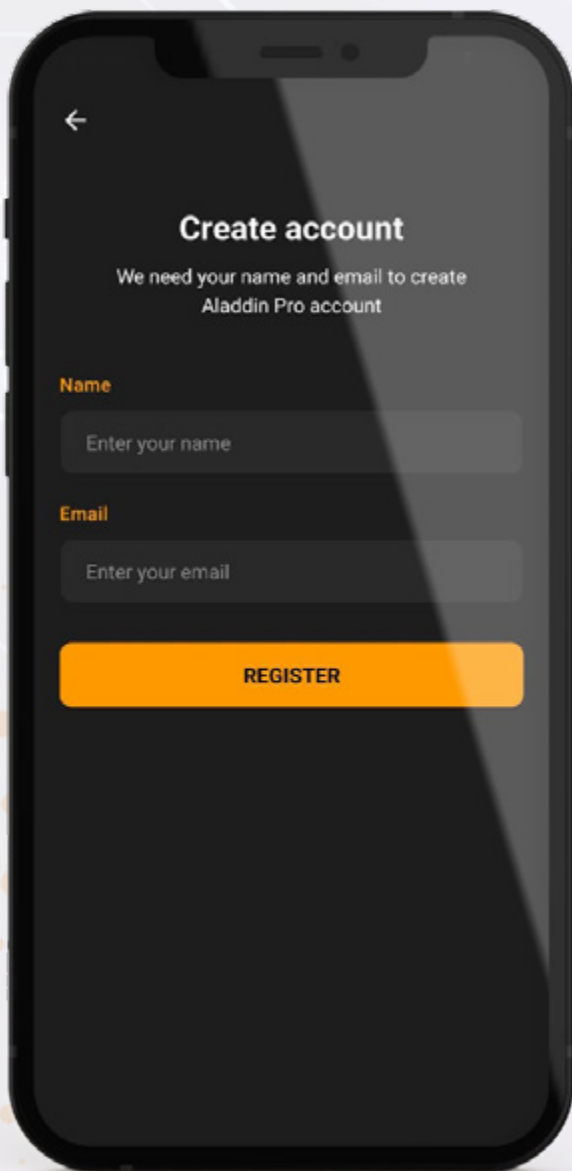 Create account
We need your name and email to create
Aladdin Pro account
Name
Enter your name
Email
Enter your email
REGISTER